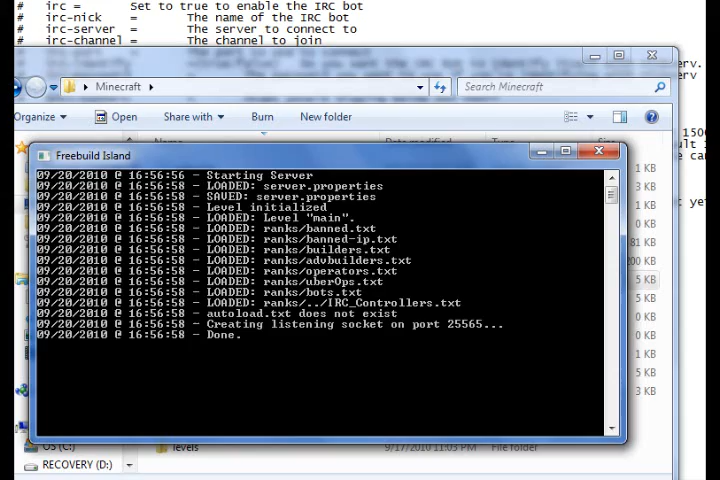 #   irc =       Set to true to enable the IRC bot
#   irc-nick    =       The name of the IRC bot
#   irc-server  =       The server to connect to
#   irc-channel =       The channel to join
Minecraft
Search Minecraft
Organize Open Share with Burn New folder
Freebuild Island
09/20/2010 @ 16:56:56 - Starting Server
09/20/2010 @ 16:56:58 - LOADED: server.properties
09/20/2010 @ 16:56:58 - SAVED: server.properties
09/20/2010 @ 16:56:58 - Level initialized
09/20/2010 @ 16:56:58 - LOADED: Level "main".
09/20/2010 @ 16:56:58 - LOADED: ranks/banned.txt
09/20/2010 @ 16:56:58 - LOADED: ranks/banned-ip.txt
09/20/2010 @ 16:56:58 - LOADED: ranks/builders.txt
09/20/2010 @ 16:56:58 - LOADED: ranks/advbuilders.txt
09/20/2010 @ 16:56:58 - LOADED: ranks/operators.txt
09/20/2010 @ 16:56:58 - LOADED: ranks/uberOps.txt
09/20/2010 @ 16:56:58 - LOADED: ranks/bots.txt
09/20/2010 @ 16:56:58 - LOADED: ranks/../IRC_Controllers.txt
09/20/2010 @ 16:56:58 - autoload.txt does not exist
09/20/2010 @ 16:56:58 - Creating listening socket on port 25565...
09/20/2010 @ 16:56:58 - Done.
1 KB
1 KB
81 KB
200 KB
5 KB
5 KB
1 KB
1 KB
1 KB
1 KB
5 KB
3 KB
OS (C:) levels 9/17/2010 11:03 PM File folder
RECOVERY (D:)